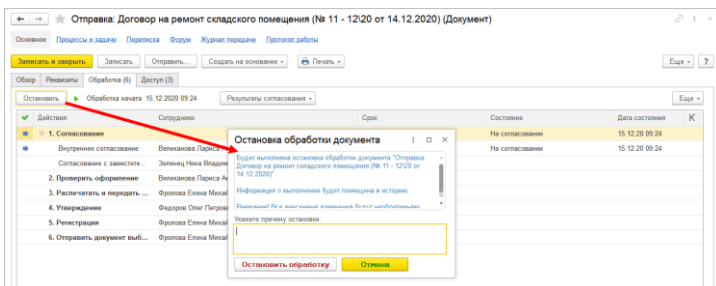 Отправка: Договор на ремонт складского помещения (№ 11 - 12\20 от 14.12.2020) (Документ)
Основное Процессы и задачи Переписка Форум Журнал передачи Протокол работы
Записать и закрыть Записать Отправить... Создать на основании Печать Еще ?
Обзор Реквизиты Обработка (6) Доступ (3)
Остановить Обработка начата 15.12.2020 09:24 Результаты согласования Еще
Действия Сотрудники Срок Состояние Дата состояния К
1. Согласование На согласовании 15.12.20 09:24
Внутреннее согласование Великанова Лариса На согласовании 15.12.20 09:24
Согласование с заместите... Зеленец Нина Владим
2. Проверить оформление Великанова Лариса А
3. Распечатать и передать ... Фролова Елена Михай
4. Утверждение Федоров Олег Петров
5. Регистрация Фролова Елена Михай
6. Отправить документ выб... Фролова Елена Михай
Остановка обработки документа
Будет выполнена остановка обработки документа "Отправка:
Договор на ремонт складского помещения (№ 11 - 12\20 от
14.12.2020)".
Информация о выполнении будет помещена в историю.
Внимание! Все внесенные изменения будут необратимыми.
Укажите причину остановки:
Остановить обработку Отмена